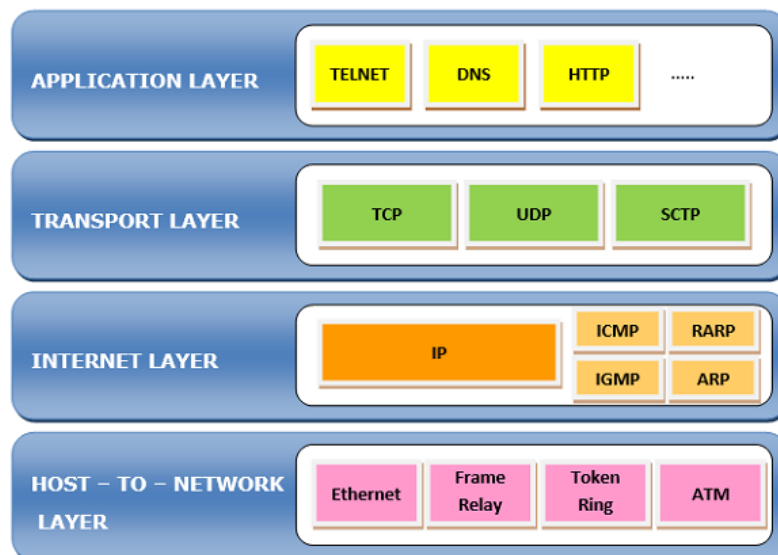 APPLICATION LAYER
TELNET
DNS
HTTP
.....
TRANSPORT LAYER
TCP
UDP
SCTP
INTERNET LAYER
IP
ICMP
RARP
IGMP
ARP
HOST – TO – NETWORK
LAYER
Ethernet
Frame
Relay
Token
Ring
ATM